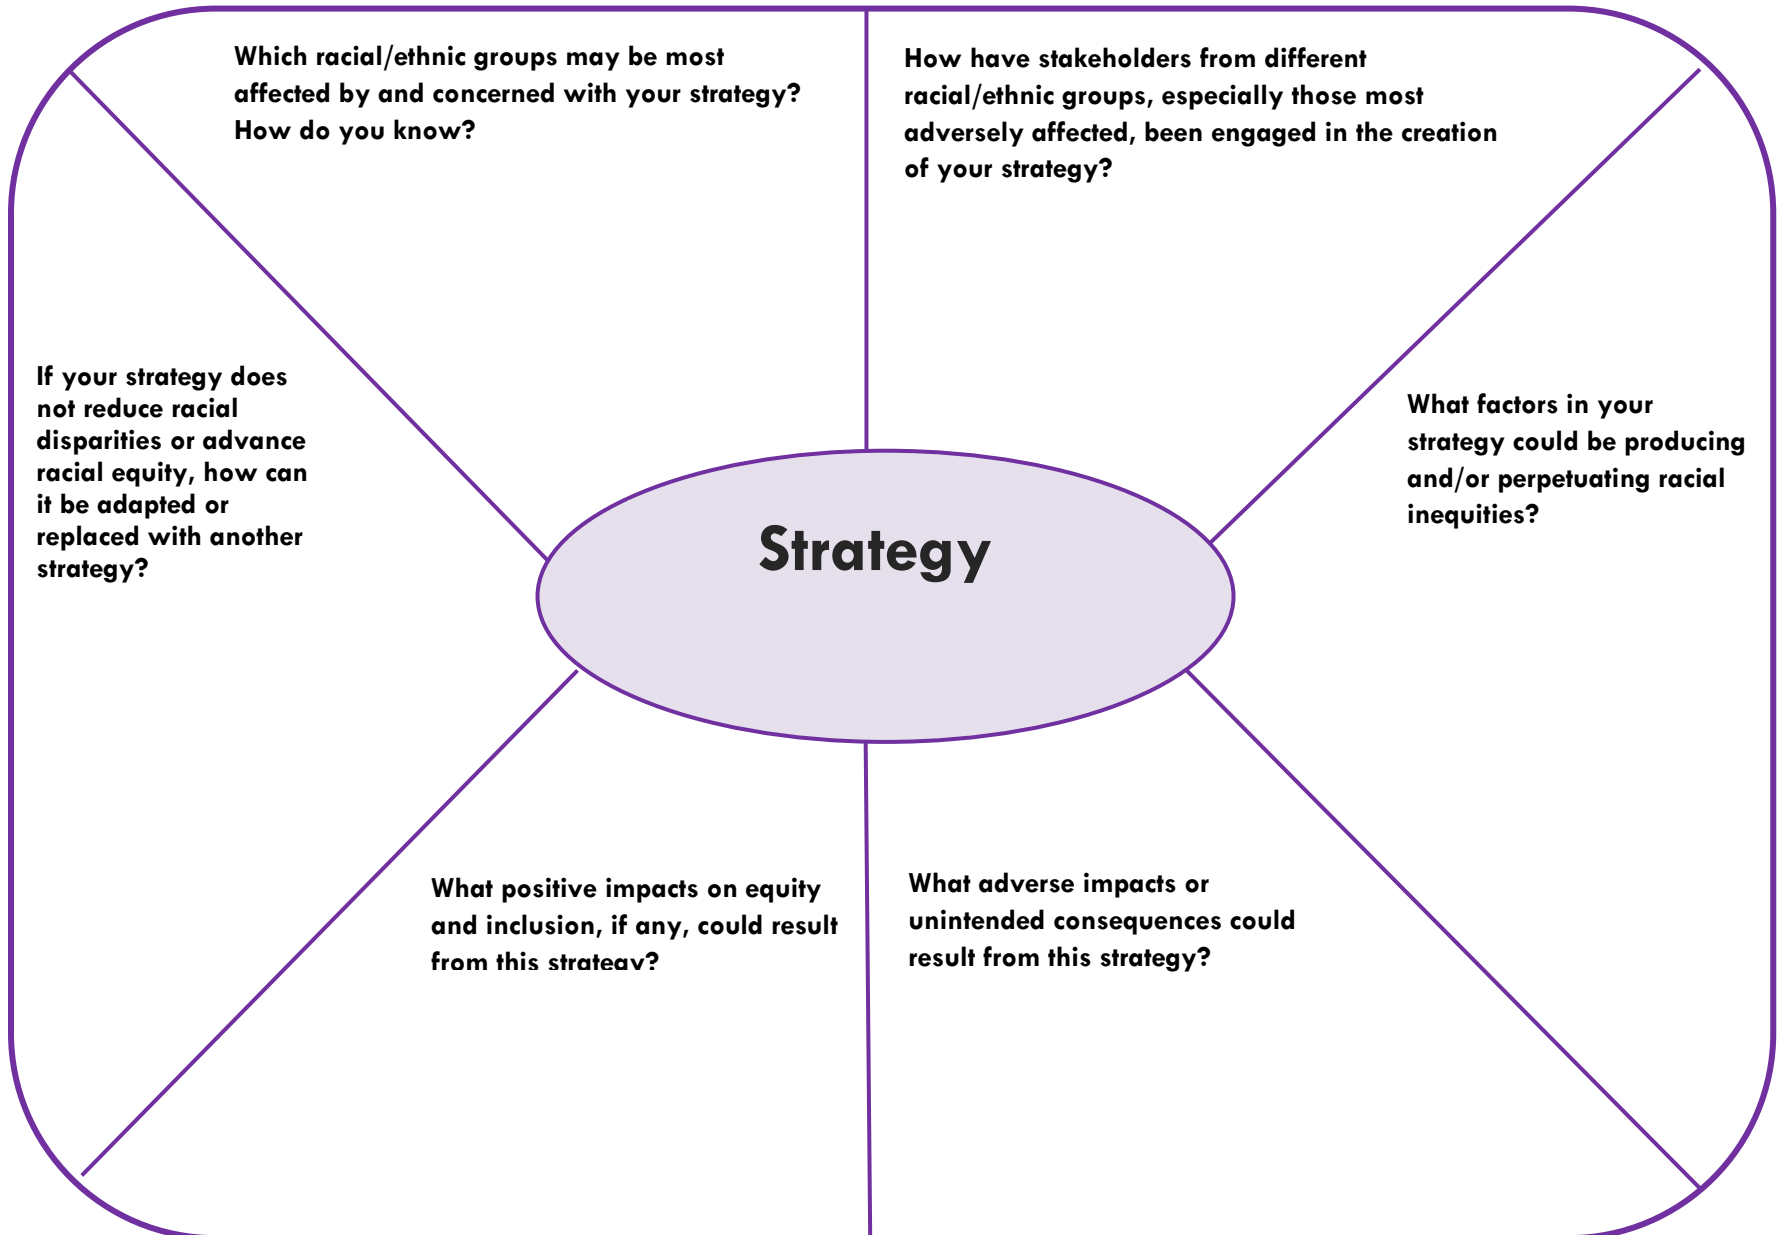 Which racial/ethnic groups may be most
affected by and concerned with your strategy?
How do you know?
How have stakeholders from different
racial/ethnic groups, especially those most
adversely affected, been engaged in the creation
of your strategy?
If your strategy does
not reduce racial
disparities or advance
racial equity, how can
it be adapted or
replaced with another
strategy?
What factors in your
strategy could be producing
and/or perpetuating racial
inequities?
Strategy
What positive impacts on equity
and inclusion, if any, could result
from this strategy?
What adverse impacts or
unintended consequences could
result from this strategy?